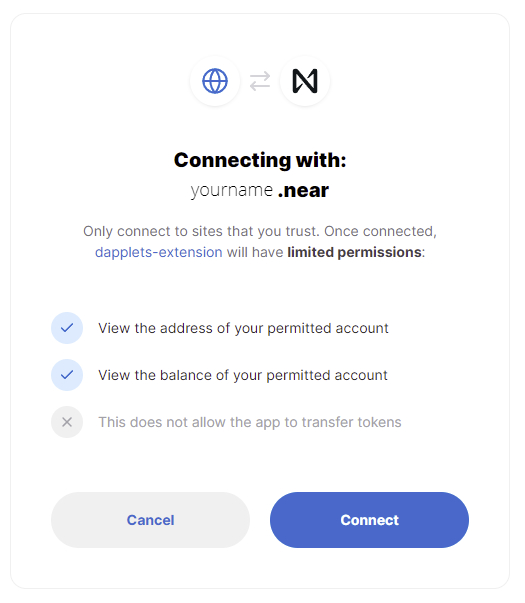 Connecting with:
yourname .near
Only connect to sites that you trust. Once connected,
dapplets-extension will have limited permissions:
View the address of your permitted account
View the balance of your permitted account
This does not allow the app to transfer tokens
Cancel
Connect